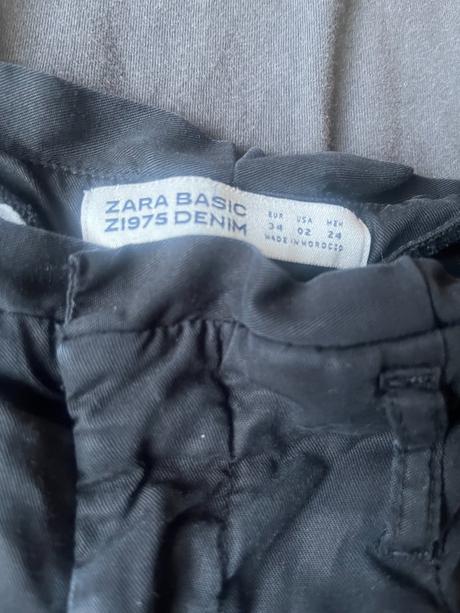 ZARA BASIC
Z1975 DENIM
EUR USA MEX
34 02 24
MADE IN MOROCCO